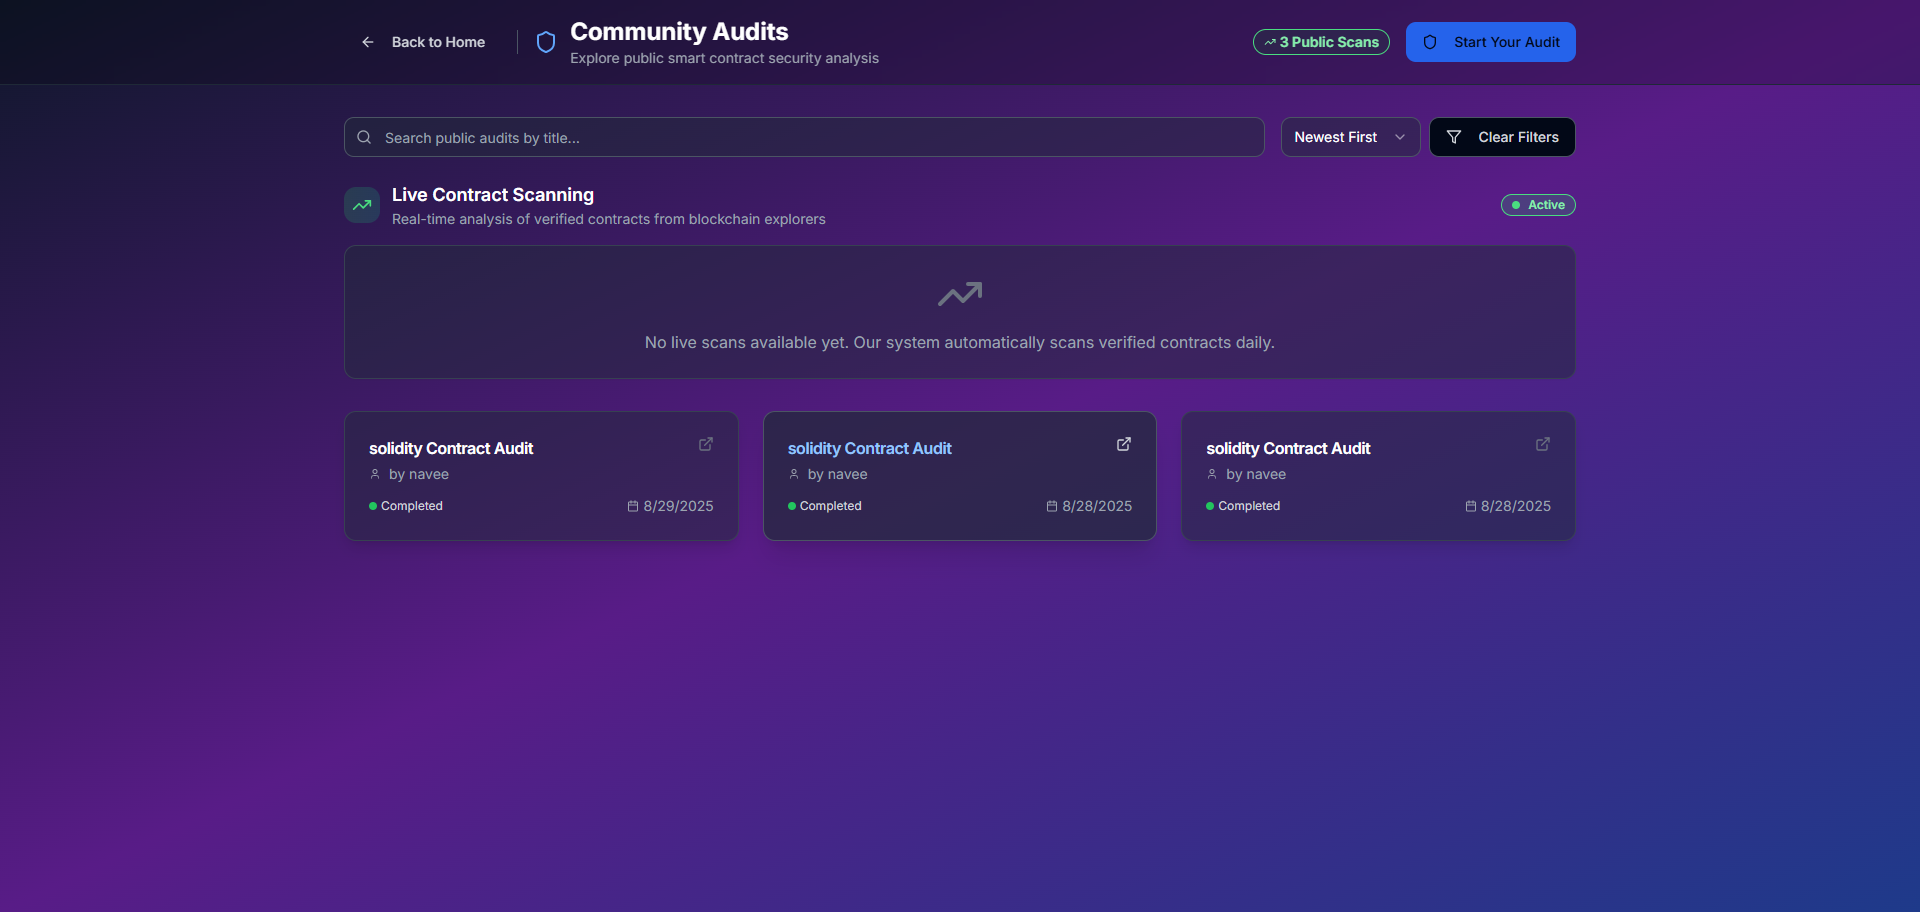 Back to Home
Community Audits
Explore public smart contract security analysis
3 Public Scans
Start Your Audit
Search public audits by title...
Newest First
Clear Filters
Live Contract Scanning
Real-time analysis of verified contracts from blockchain explorers
Active
No live scans available yet. Our system automatically scans verified contracts daily.
solidity Contract Audit
by navee
Completed
8/29/2025
solidity Contract Audit
by navee
Completed
8/28/2025
solidity Contract Audit
by navee
Completed
8/28/2025